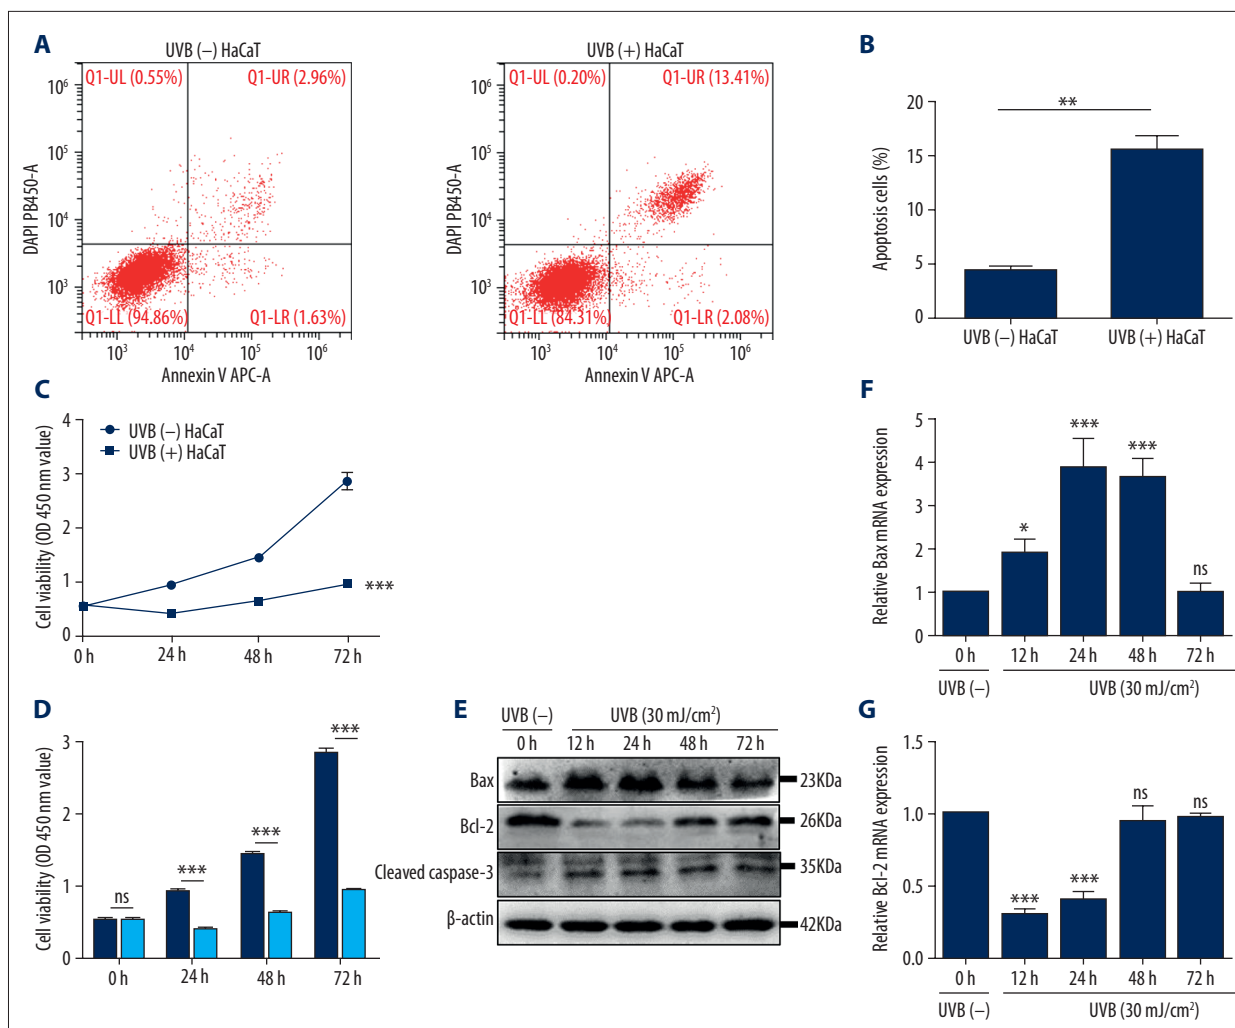 A
UVB (−) HaCaT
Q1-UL (0.55%)
Q1-UR (2.96%)
Q1-LL (94.86%)
Q1-LR (1.63%)
DAPI PB450-A
10⁶
10⁵
10⁴
10³
10³ 10⁴ 10⁵ 10⁶
Annexin V APC-A
UVB (+) HaCaT
Q1-UL (0.20%)
Q1-UR (13.41%)
Q1-LL (84.31%)
Q1-LR (2.08%)
DAPI PB450-A
10⁶
10⁵
10⁴
10³
10³ 10⁴ 10⁵ 10⁶
Annexin V APC-A
B
Apoptosis cells (%)
20
15
10
5
0
**
UVB (−) HaCaT
UVB (+) HaCaT
C
Cell viability (0D 450 nm value)
4
3
2
1
0
UVB (−) HaCaT
UVB (+) HaCaT
***
0 h 24 h 48 h 72 h
D
Cell viability (0D 450 nm value)
3
2
1
0
ns
***
***
***
0 h 24 h 48 h 72 h
E
UVB (−) UVB (30 mJ/cm²)
0 h 12 h 24 h 48 h 72 h
Bax 23KDa
Bcl-2 26KDa
Cleaved caspase-3 35KDa
β-actin 42KDa
F
Relative Bax mRNA expression
5
4
3
2
1
0
*
***
***
ns
0 h 12 h 24 h 48 h 72 h
UVB (−) UVB (30 mJ/cm²)
G
Relative Bcl-2 mRNA expression
1.5
1.0
0.5
0
***
***
ns
ns
0 h 12 h 24 h 48 h 72 h
UVB (−) UVB (30 mJ/cm²)